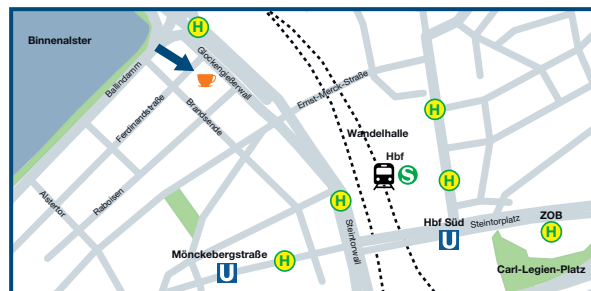 H
Binnenalster
Glockengießerwall
Ballindamm
Ferdinandstraße
Brandsende
Ernst-Merck-Straße
H
Wandelhalle
Hbf
S
H
Alstertor
Raboisen
H
Steintorwall
Hbf Süd
Steintorplatz
ZOB
H
U
Mönckebergstraße
H
U
Carl-Legien-Platz